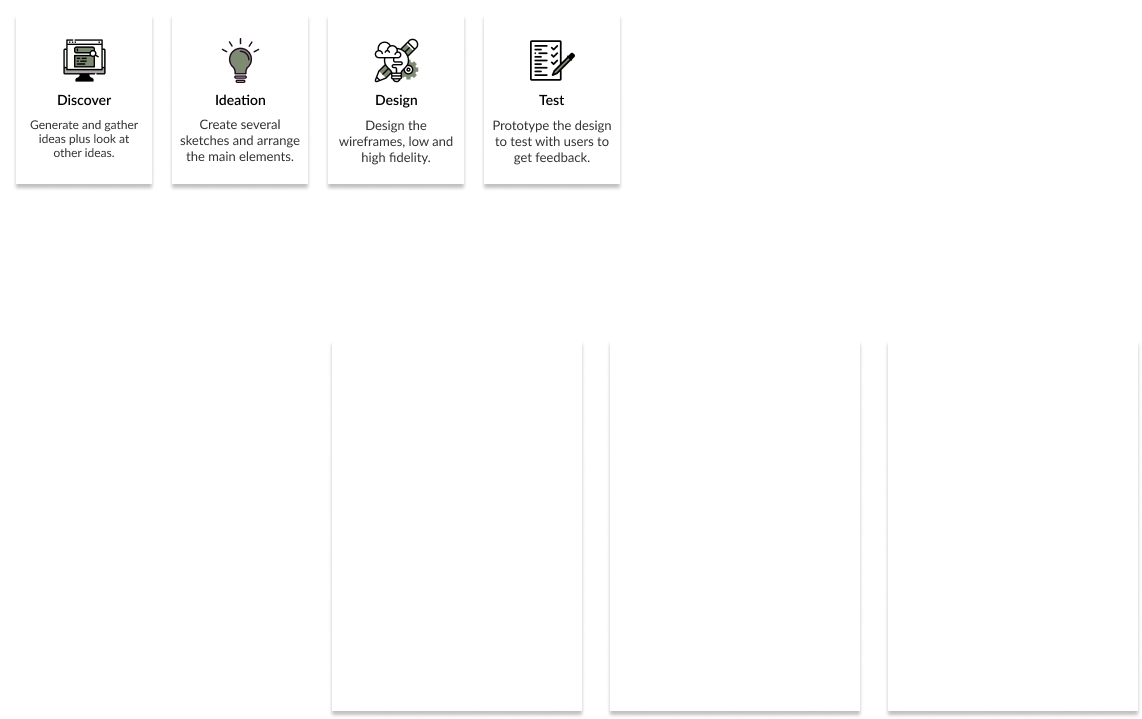 Discover
Generate and gather
ideas plus look at
other ideas.
Ideation
Create several
sketches and arrange
the main elements.
Design
Design the
wireframes, low and
high fidelity.
Test
Prototype the design
to test with users to
get feedback.